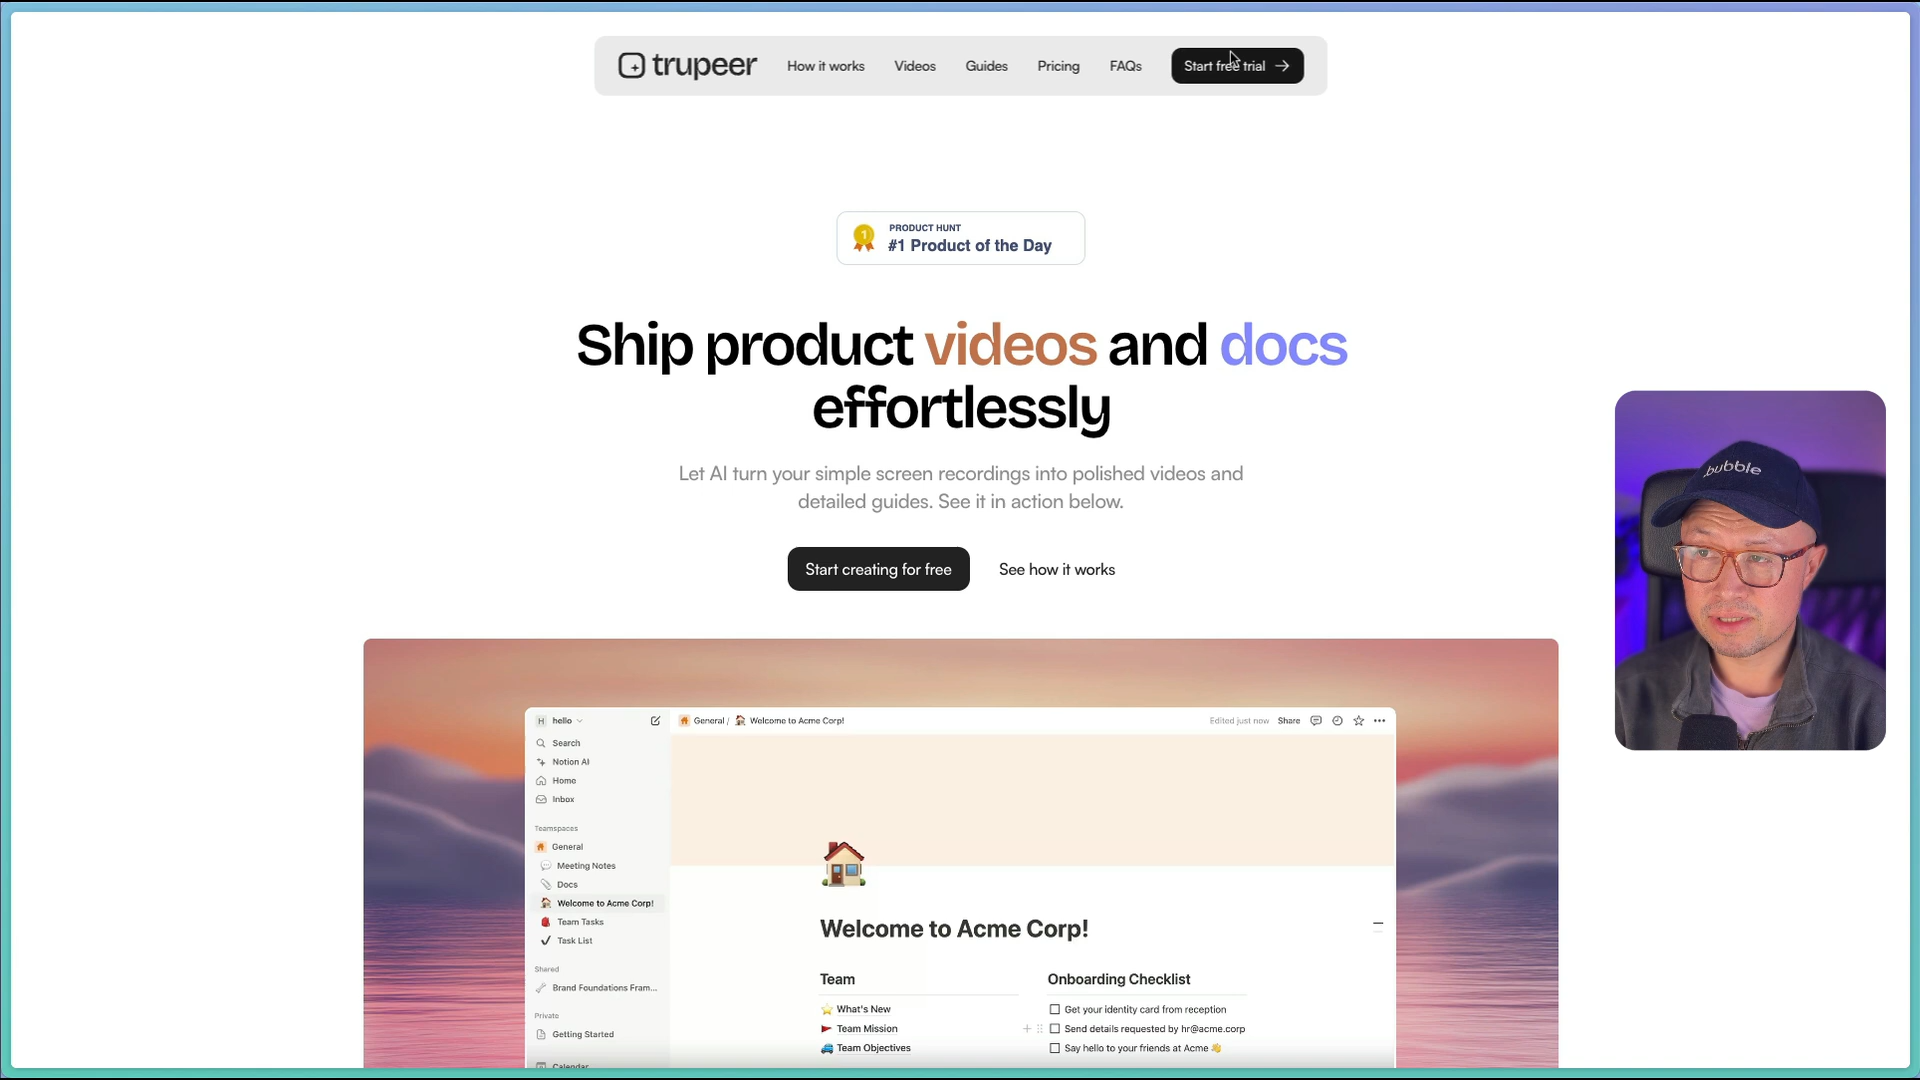 trupeer
How it works
Videos
Guides
Pricing
FAQs
Start free trial
PRODUCT HUNT
1
#1 Product of the Day
Ship product videos and docs
effortlessly
Let AI turn your simple screen recordings into polished videos and
detailed guides. See it in action below.
Start creating for free
See how it works
.bubble
H hello
General / Welcome to Acme Corp!
Edited just now
Share
Search
Notion AI
Home
Inbox
Teamspaces
General
Meeting Notes
Docs
Welcome to Acme Corp!
Team Tasks
Task List
Shared
Brand Foundations Fram...
Private
Getting Started
Calendar
Welcome to Acme Corp!
Team
What's New
Team Mission
Team Objectives
Onboarding Checklist
Get your identity card from reception
Send details requested by hr@acme.corp
Say hello to your friends at Acme 👋